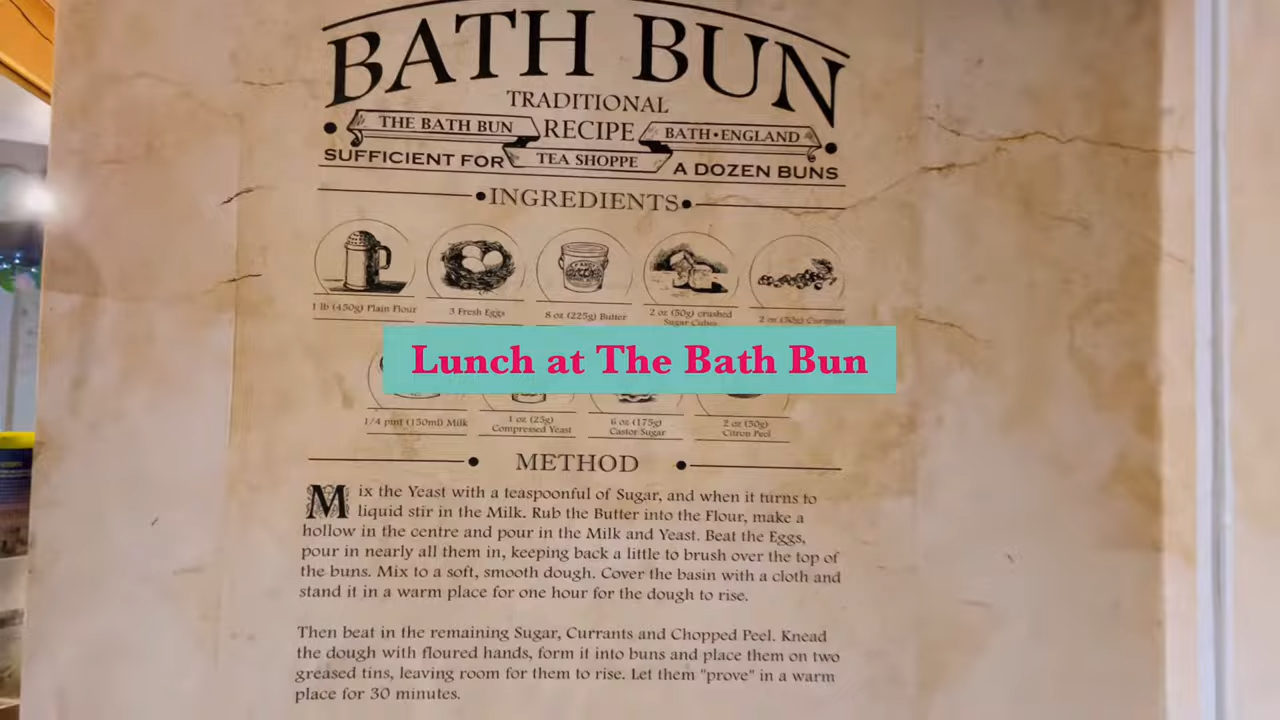 BATH BUN
TRADITIONAL
THE BATH BUN RECIPE BATH•ENGLAND
SUFFICIENT FOR TEA SHOPPE A DOZEN BUNS
•INGREDIENTS•
1 lb (450g) Plain Flour
3 Fresh Eggs
8 oz (225g) Butter
2 oz (50g) crushed
Sugar Cubes
2 oz (50g) Currants
Lunch at The Bath Bun
1/4 pint (150ml) Milk
1 oz (25g)
Compressed Yeast
6 oz (175g)
Castor Sugar
2 oz (50g)
Citron Peel
METHOD
Mix the Yeast with a teaspoonful of Sugar, and when it turns to
liquid stir in the Milk. Rub the Butter into the Flour, make a
hollow in the centre and pour in the Milk and Yeast. Beat the Eggs,
pour in nearly all them in, keeping back a little to brush over the top of
the buns. Mix to a soft, smooth dough. Cover the basin with a cloth and
stand it in a warm place for one hour for the dough to rise.
Then beat in the remaining Sugar, Currants and Chopped Peel. Knead
the dough with floured hands, form it into buns and place them on two
greased tins, leaving room for them to rise. Let them "prove" in a warm
place for 30 minutes.